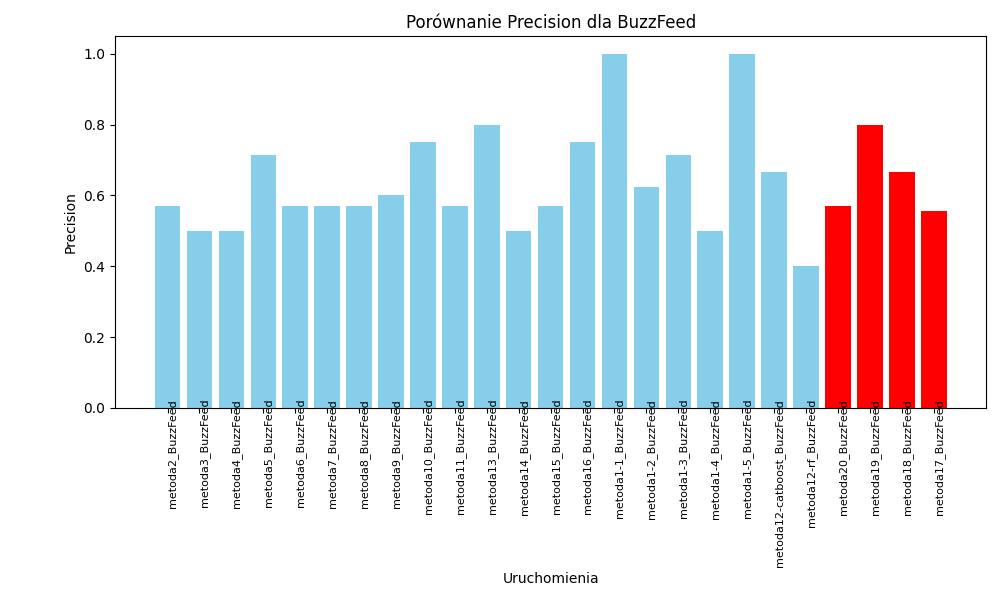 Porównanie Precision dla BuzzFeed
Precision
1.0
0.8
0.6
0.4
0.2
0.0
metoda2_BuzzFeed
metoda3_BuzzFeed
metoda4_BuzzFeed
metoda5_BuzzFeed
metoda6_BuzzFeed
metoda7_BuzzFeed
metoda8_BuzzFeed
metoda9_BuzzFeed
metoda10_BuzzFeed
metoda11_BuzzFeed
metoda13_BuzzFeed
metoda14_BuzzFeed
metoda15_BuzzFeed
metoda16_BuzzFeed
metoda1-1_BuzzFeed
metoda1-2_BuzzFeed
metoda1-3_BuzzFeed
metoda1-4_BuzzFeed
metoda1-5_BuzzFeed
metoda12-catboost_BuzzFeed
metoda12-rf_BuzzFeed
metoda20_BuzzFeed
metoda19_BuzzFeed
metoda18_BuzzFeed
metoda17_BuzzFeed
Uruchomienia